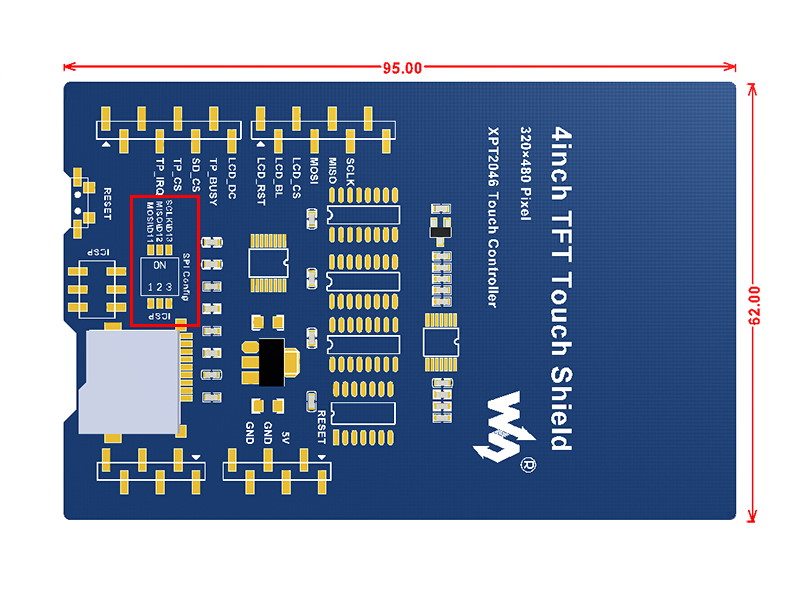 95.00
62.00
TP_IRQ
TP_CS
SD_CS
TP_BUSY
LCD_DC
LCD_RST
LCD_BL
LCD_CS
MOSI
MISO
SCLK
RESET
SCLK\D13
MISO\D12
MOSI\D11
ON
1 2 3
ICSP
SPI Config
ICSP
GND
GND
5V
RESET
4inch TFT Touch Shield
320×480 Pixel
XPT2046 Touch Controller
®